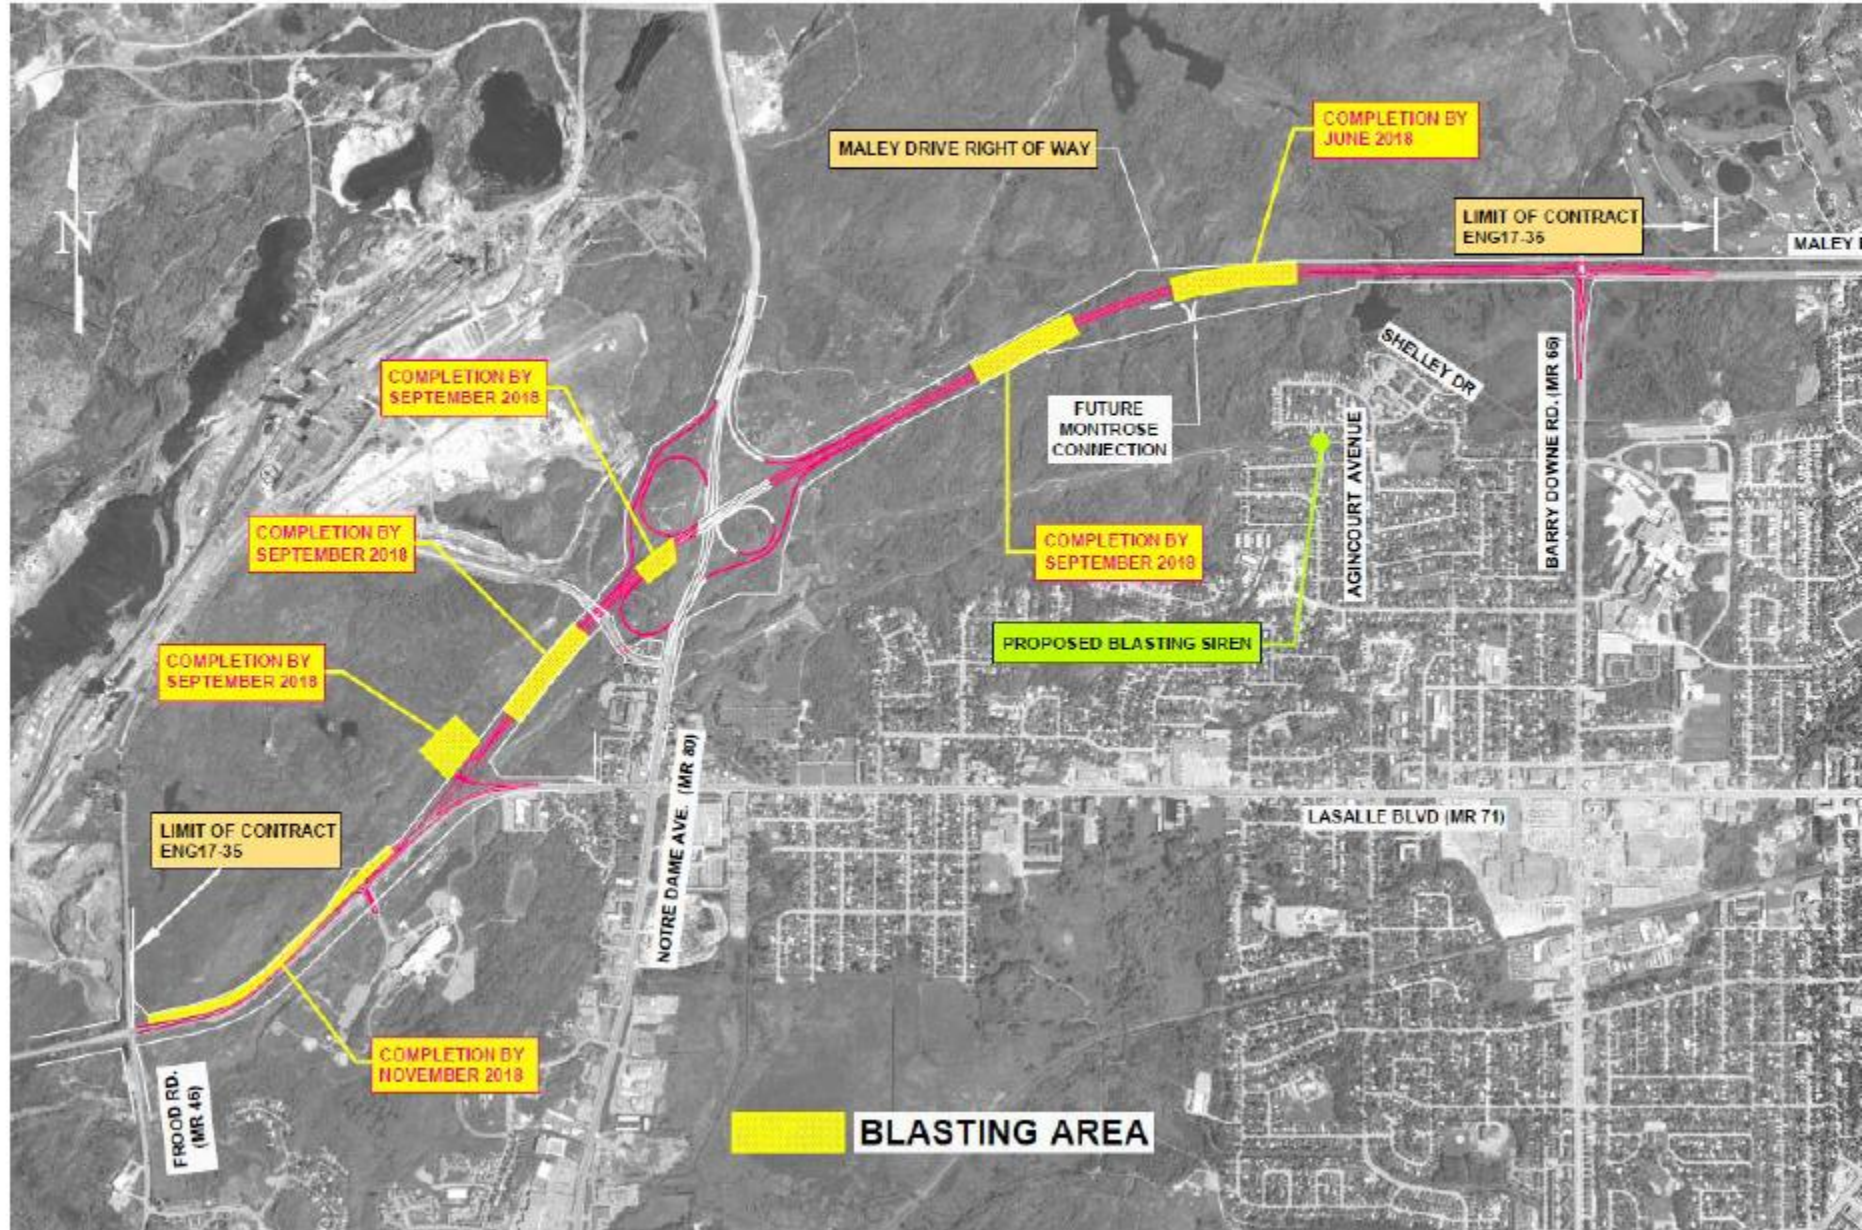 COMPLETION BY
JUNE 2018
MALEY DRIVE RIGHT OF WAY
LIMIT OF CONTRACT
ENG17-35
MALEY
N
SHELLEY DR
BARRY DOWNE RD. (MR 66)
COMPLETION BY
SEPTEMBER 2018
FUTURE
MONTROSE
CONNECTION
AGINCOURT AVENUE
COMPLETION BY
SEPTEMBER 2018
COMPLETION BY
SEPTEMBER 2018
PROPOSED BLASTING SIREN
COMPLETION BY
SEPTEMBER 2018
NOTRE DAME AVE. (MR 80)
LASALLE BLVD (MR 71)
LIMIT OF CONTRACT
ENG17-35
COMPLETION BY
NOVEMBER 2018
FROOD RD.
(MR 46)
BLASTING AREA